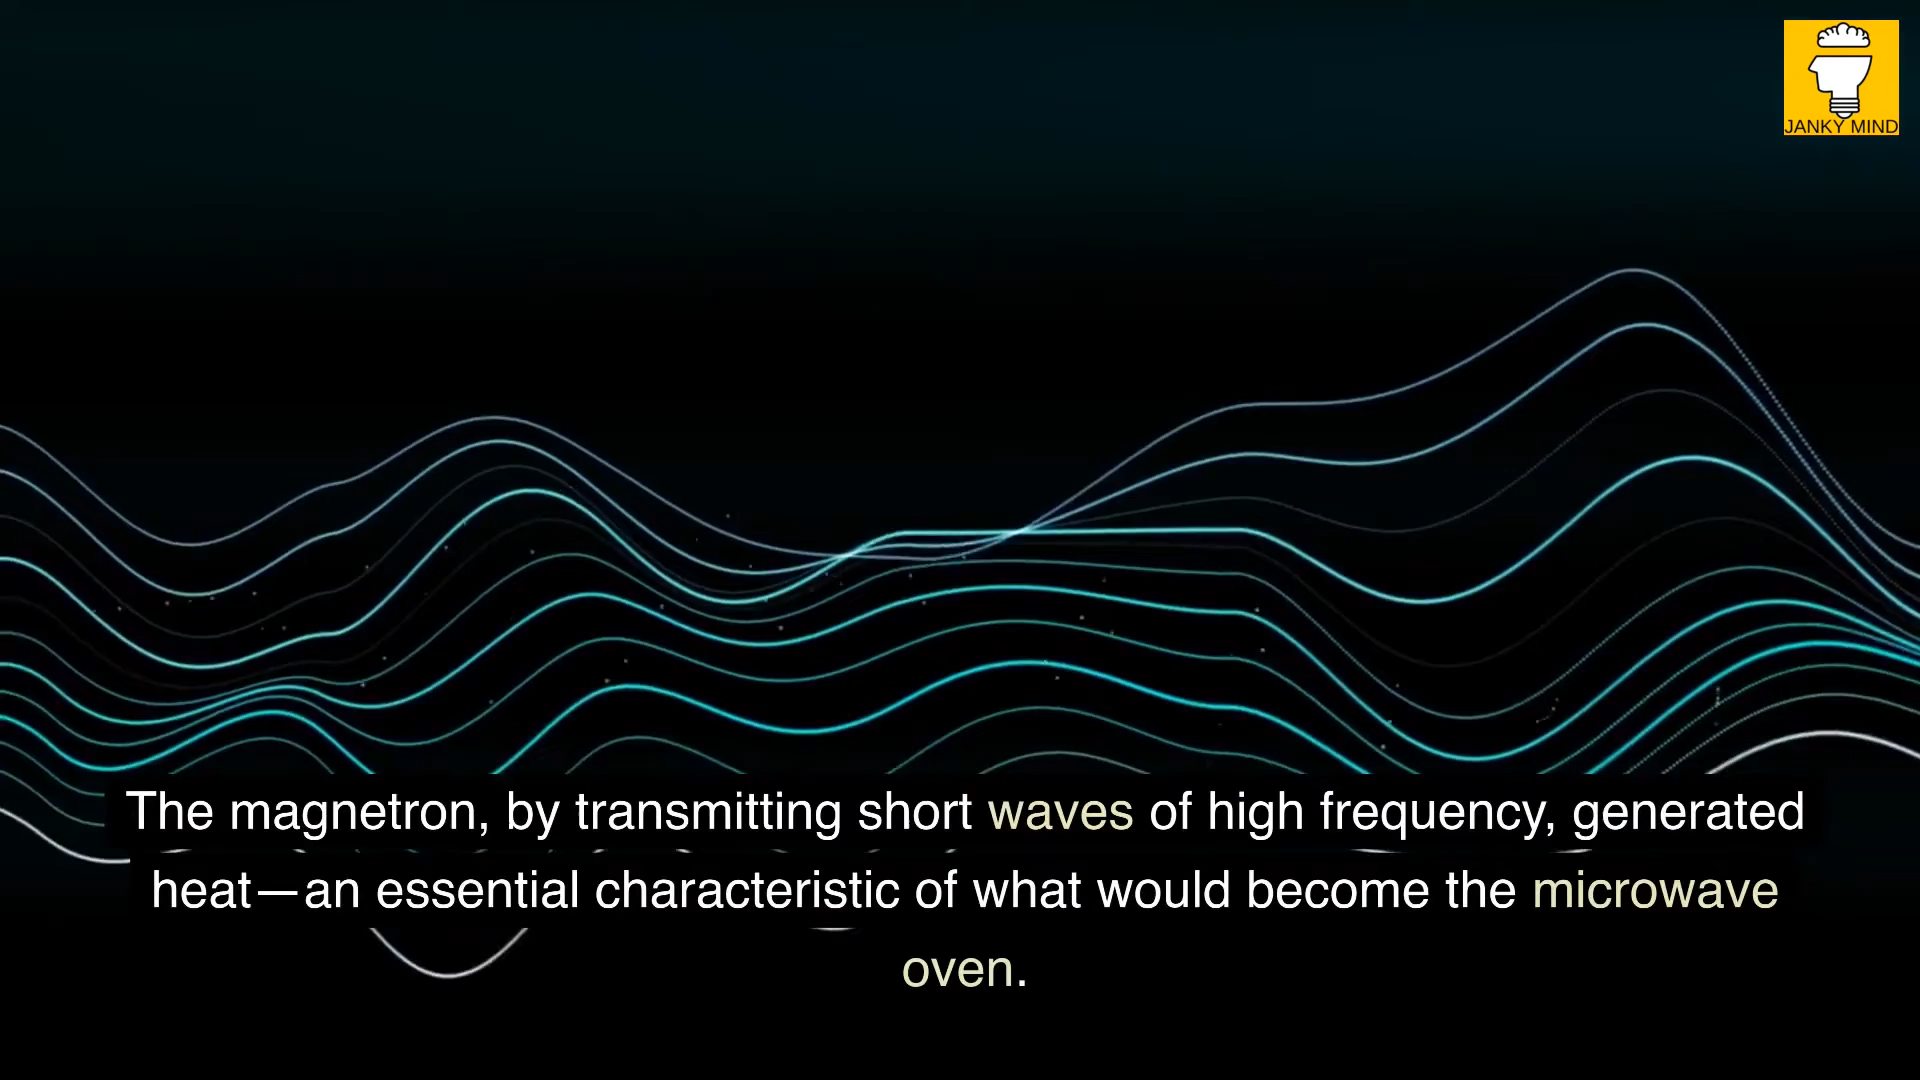 JANKY MIND
The magnetron, by transmitting short waves of high frequency, generated
heat—an essential characteristic of what would become the microwave
oven.